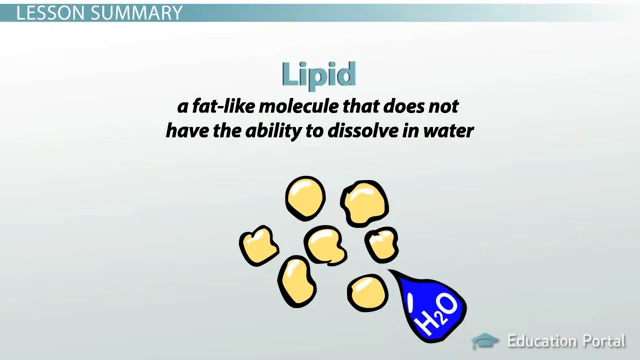 LESSON SUMMARY
Lipid
a fat-like molecule that does not
have the ability to dissolve in water
H2O
Education Portal